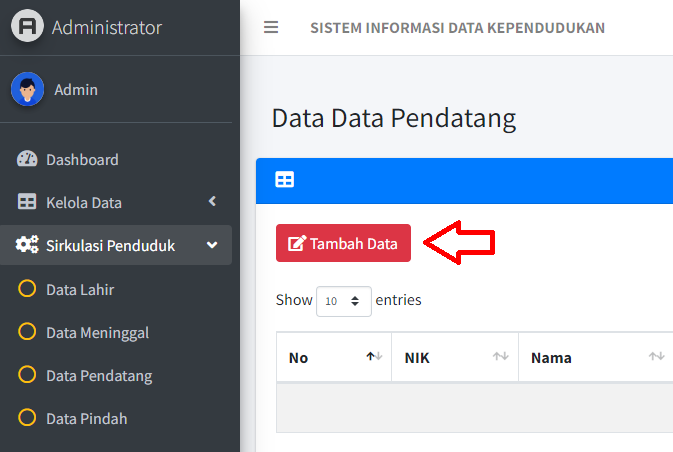 Administrator
SISTEM INFORMASI DATA KEPENDUDUKAN
Admin
Dashboard
Kelola Data
Sirkulasi Penduduk
Data Lahir
Data Meninggal
Data Pendatang
Data Pindah
Data Data Pendatang
Tambah Data
Show 10 entries
No NIK Nama